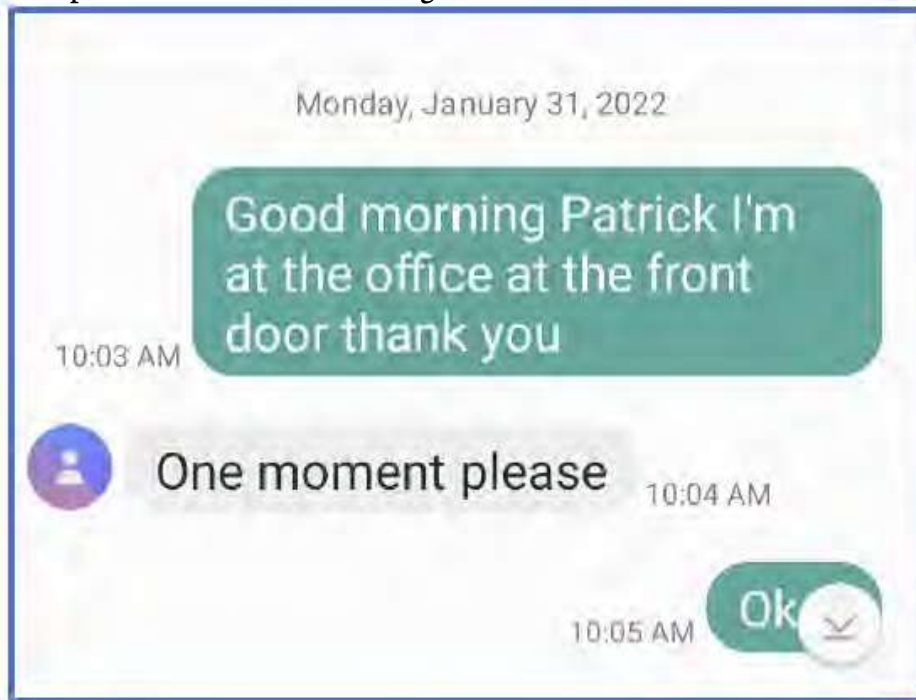 Monday, January 31, 2022
Good morning Patrick I'm
at the office at the front
door thank you
10:03 AM
One moment please
10:04 AM
10:05 AM
Ok